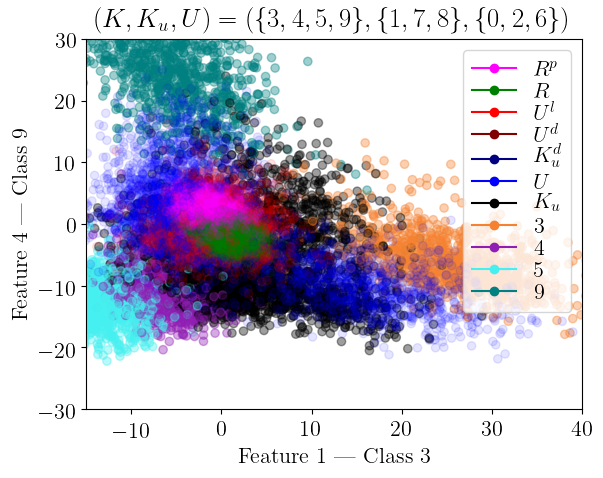 (K, K_u, U) = ({3, 4, 5, 9}, {1, 7, 8}, {0, 2, 6})
30
20
10
0
−10
−20
−30
Feature 4 — Class 9
R^p
R
U^l
U^d
K_u^d
U
K_u
3
4
5
9
−10
0
10
20
30
40
Feature 1 — Class 3